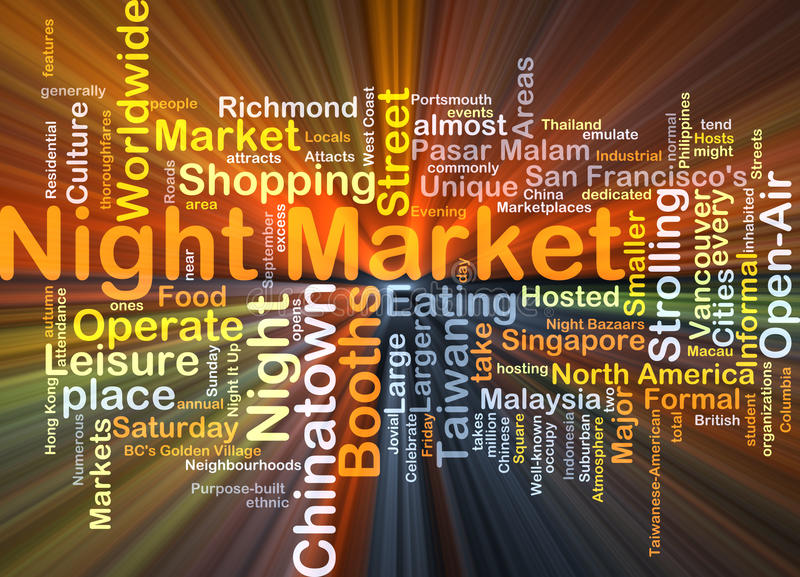 features
generally
Residential
Culture
thoroughfares
Worldwide
people
Richmond
Market
Locals
attracts
Attacts
Roads
Shopping
area
West Coast
Street
Portsmouth
events
almost
Areas
Thailand
emulate
Pasar Malam
Industrial
commonly
San Francisco's
Unique
China
dedicated
Evening
Marketplaces
normal
Philippines
tend
Hosts
might
Streets
Night Market
near
September
excess
day
Smaller
Strolling
Vancouver
Cities
every
Informal
Inhabited
Open-Air
autumn
attendance
ones
Food
opens
Eating
Hosted
Operate
Night
Chinatown
Booths
Night Bazaars
Singapore
Macau
Leisure
Sunday
Night It Up
Large
Larger
Taiwan
take
hosting
North America
place
annual
Malaysia
two
Major
Formal
Hong Kong
Numerous
Markets
Saturday
BC's Golden Village
Neighbourhoods
Purpose-built
ethnic
Jovial
Celebrate
Friday
takes
million
Chinese
Square
Well-known
occupy
Indonesia
Suburban
Atmosphere
Taiwanese-American
total
British
student
organizations
Columbia